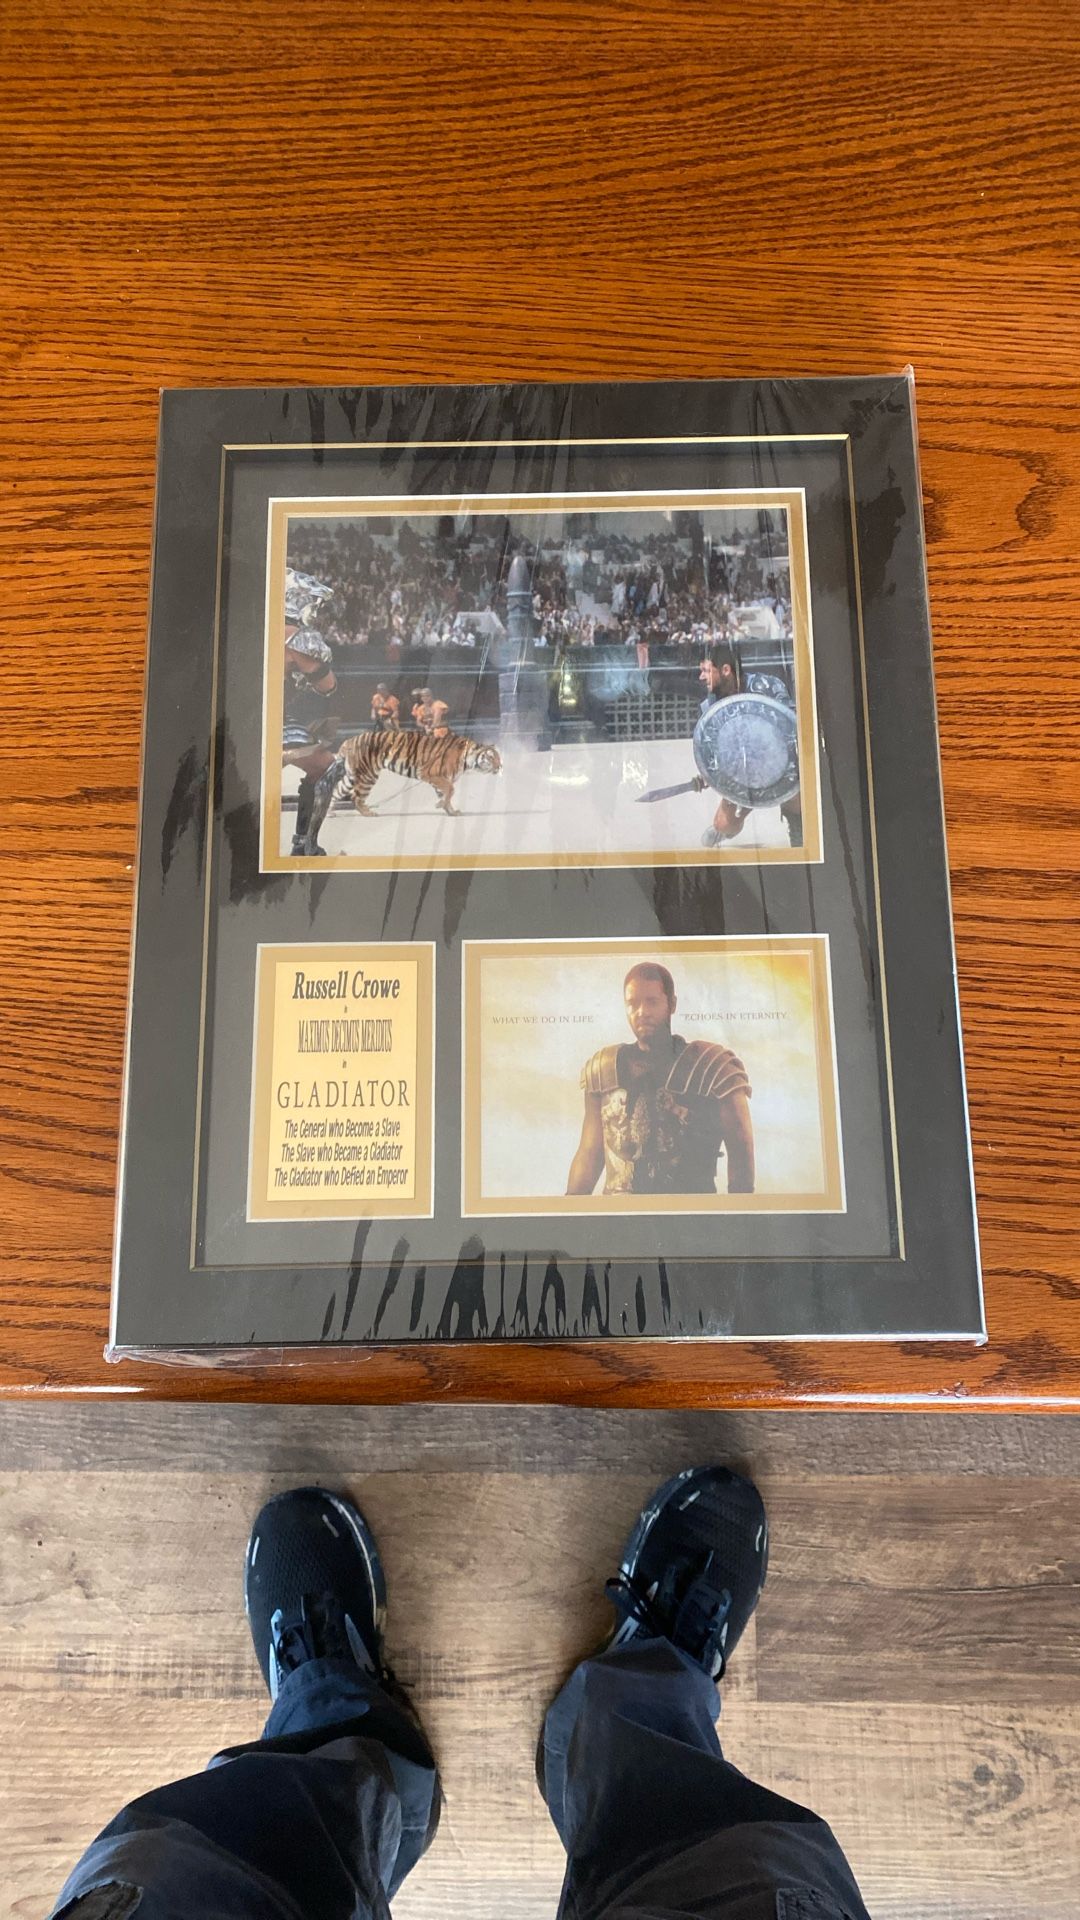 Russell Crowe
is
MAXIMUS DECIMUS MERIDIUS
in
GLADIATOR
The General who Become a Slave
The Slave who Became a Gladiator
The Gladiator who Defied an Emperor
WHAT WE DO IN LIFE ECHOES IN ETERNITY